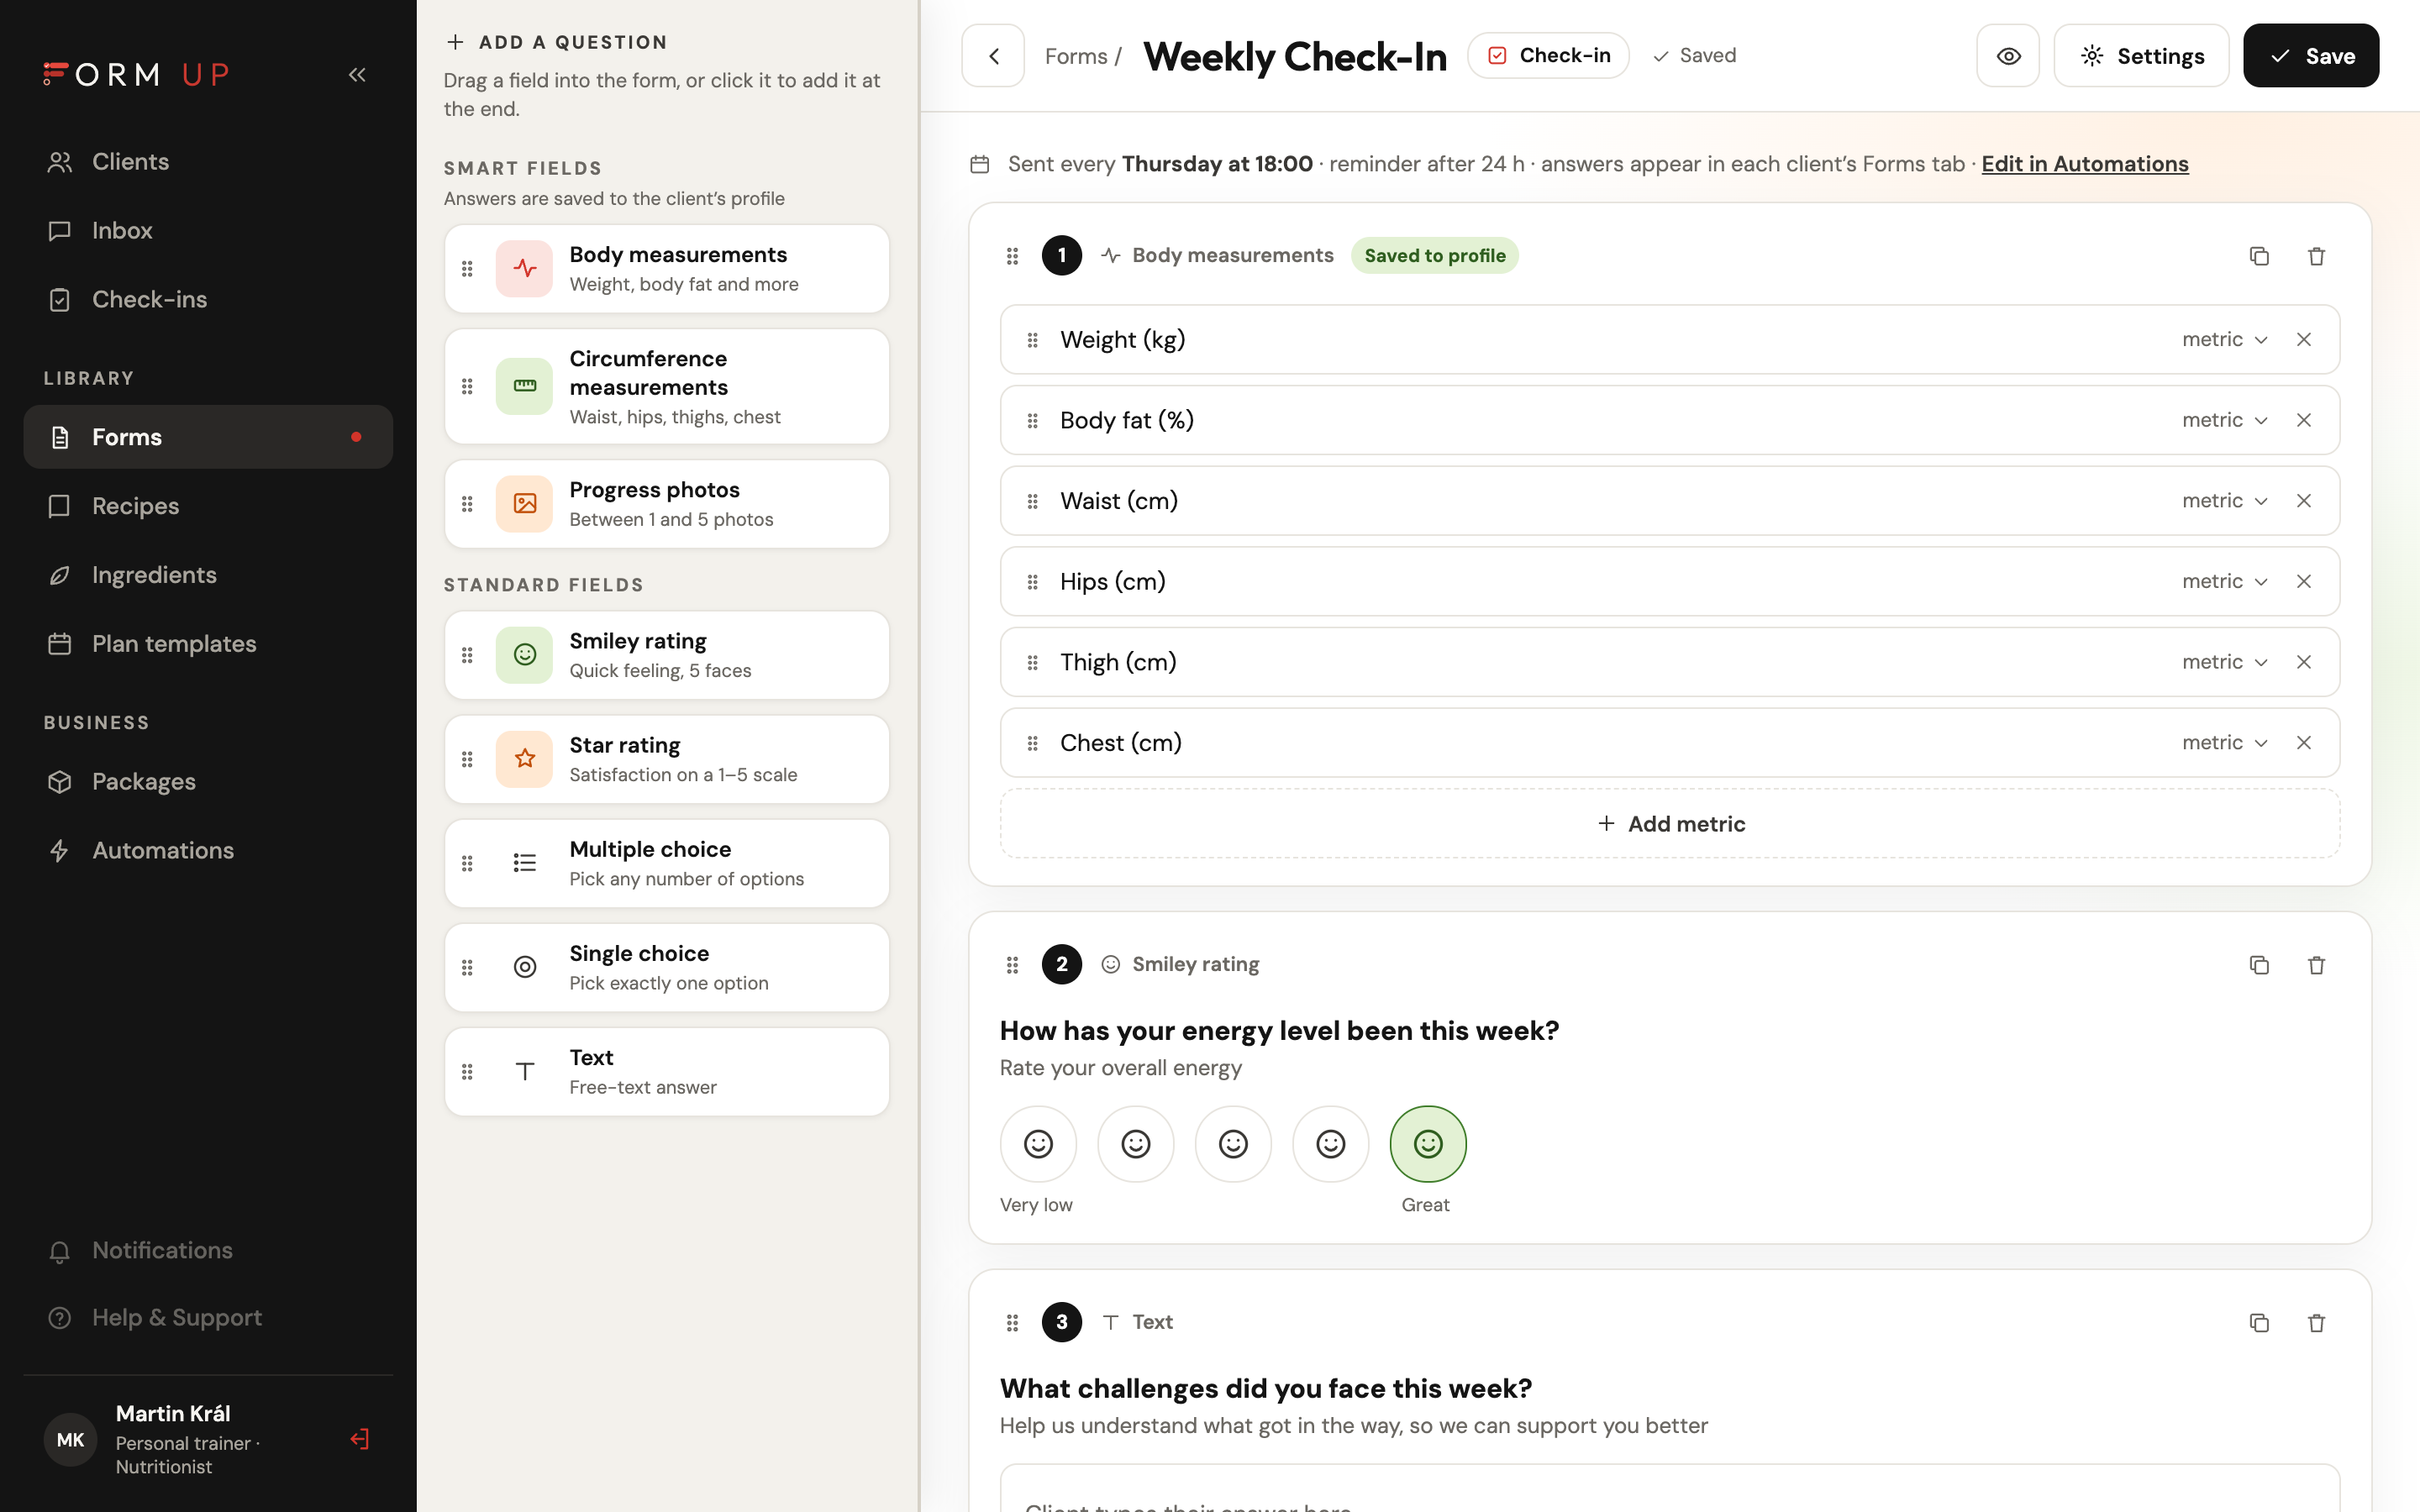 FORM UP
Clients
Inbox
Check-ins
LIBRARY
Forms
Recipes
Ingredients
Plan templates
BUSINESS
Packages
Automations
Notifications
Help & Support
MK
Martin Král
Personal trainer ·
Nutritionist
ADD A QUESTION
Drag a field into the form, or click it to add it at
the end.
SMART FIELDS
Answers are saved to the client’s profile
Body measurements
Weight, body fat and more
Circumference
measurements
Waist, hips, thighs, chest
Progress photos
Between 1 and 5 photos
STANDARD FIELDS
Smiley rating
Quick feeling, 5 faces
Star rating
Satisfaction on a 1–5 scale
Multiple choice
Pick any number of options
Single choice
Pick exactly one option
Text
Free-text answer
Forms / Weekly Check-In Check-in Saved Settings Save
Sent every Thursday at 18:00 · reminder after 24 h · answers appear in each client’s Forms tab · Edit in Automations
1 Body measurements Saved to profile
Weight (kg) metric
Body fat (%) metric
Waist (cm) metric
Hips (cm) metric
Thigh (cm) metric
Chest (cm) metric
Add metric
2 Smiley rating
How has your energy level been this week?
Rate your overall energy
Very low Great
3 Text
What challenges did you face this week?
Help us understand what got in the way, so we can support you better
Client types their answer here